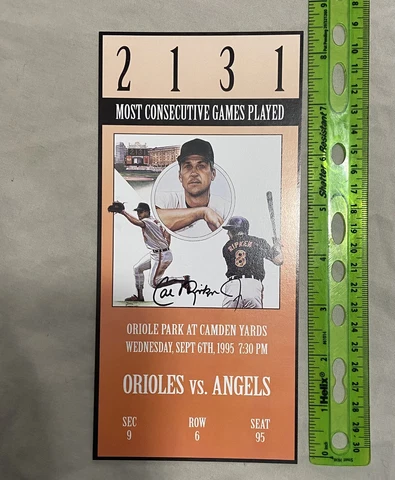 2 1 3 1
MOST CONSECUTIVE GAMES PLAYED
RIPKEN
8
Cal Ripken Jr
ORIOLE PARK AT CAMDEN YARDS
WEDNESDAY, SEPT 6TH, 1995 7:30 PM
ORIOLES vs. ANGELS
SEC ROW SEAT
9 6 95
Shatter Resistant
Helix